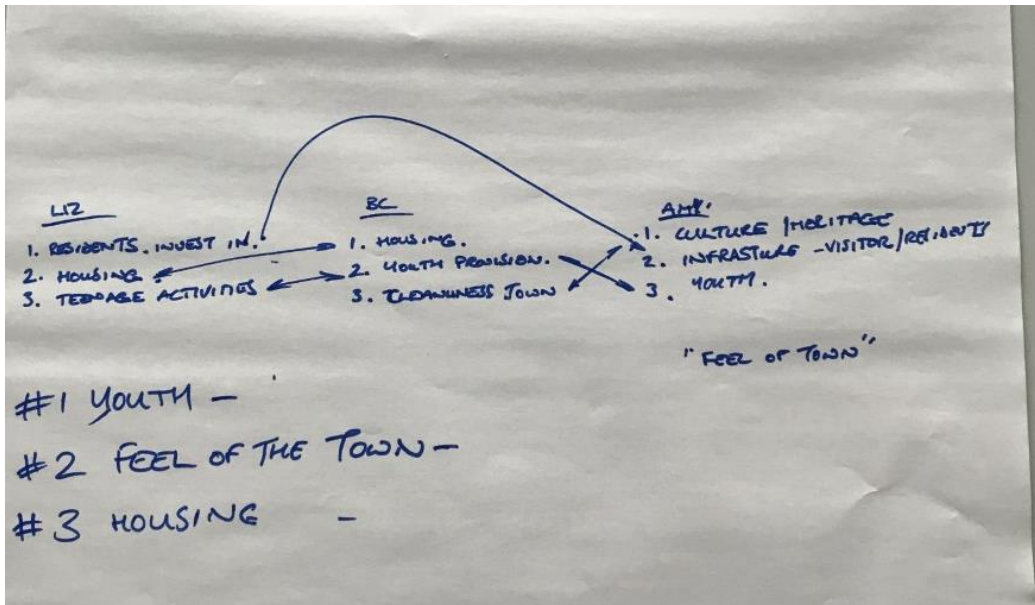 LIZ
1. RESIDENTS. INVEST IN.
2. HOUSING.
3. TEENAGE ACTIVITIES
BC
1. HOUSING.
2. YOUTH PROVISION.
3. CLEANLINESS TOWN
AMY.
1. CULTURE / HERITAGE
2. INFRASTURE - VISITOR / RESIDENTS
3. YOUTH.
"FEEL OF TOWN"
#1 YOUTH -
#2 FEEL OF THE TOWN -
#3 HOUSING -